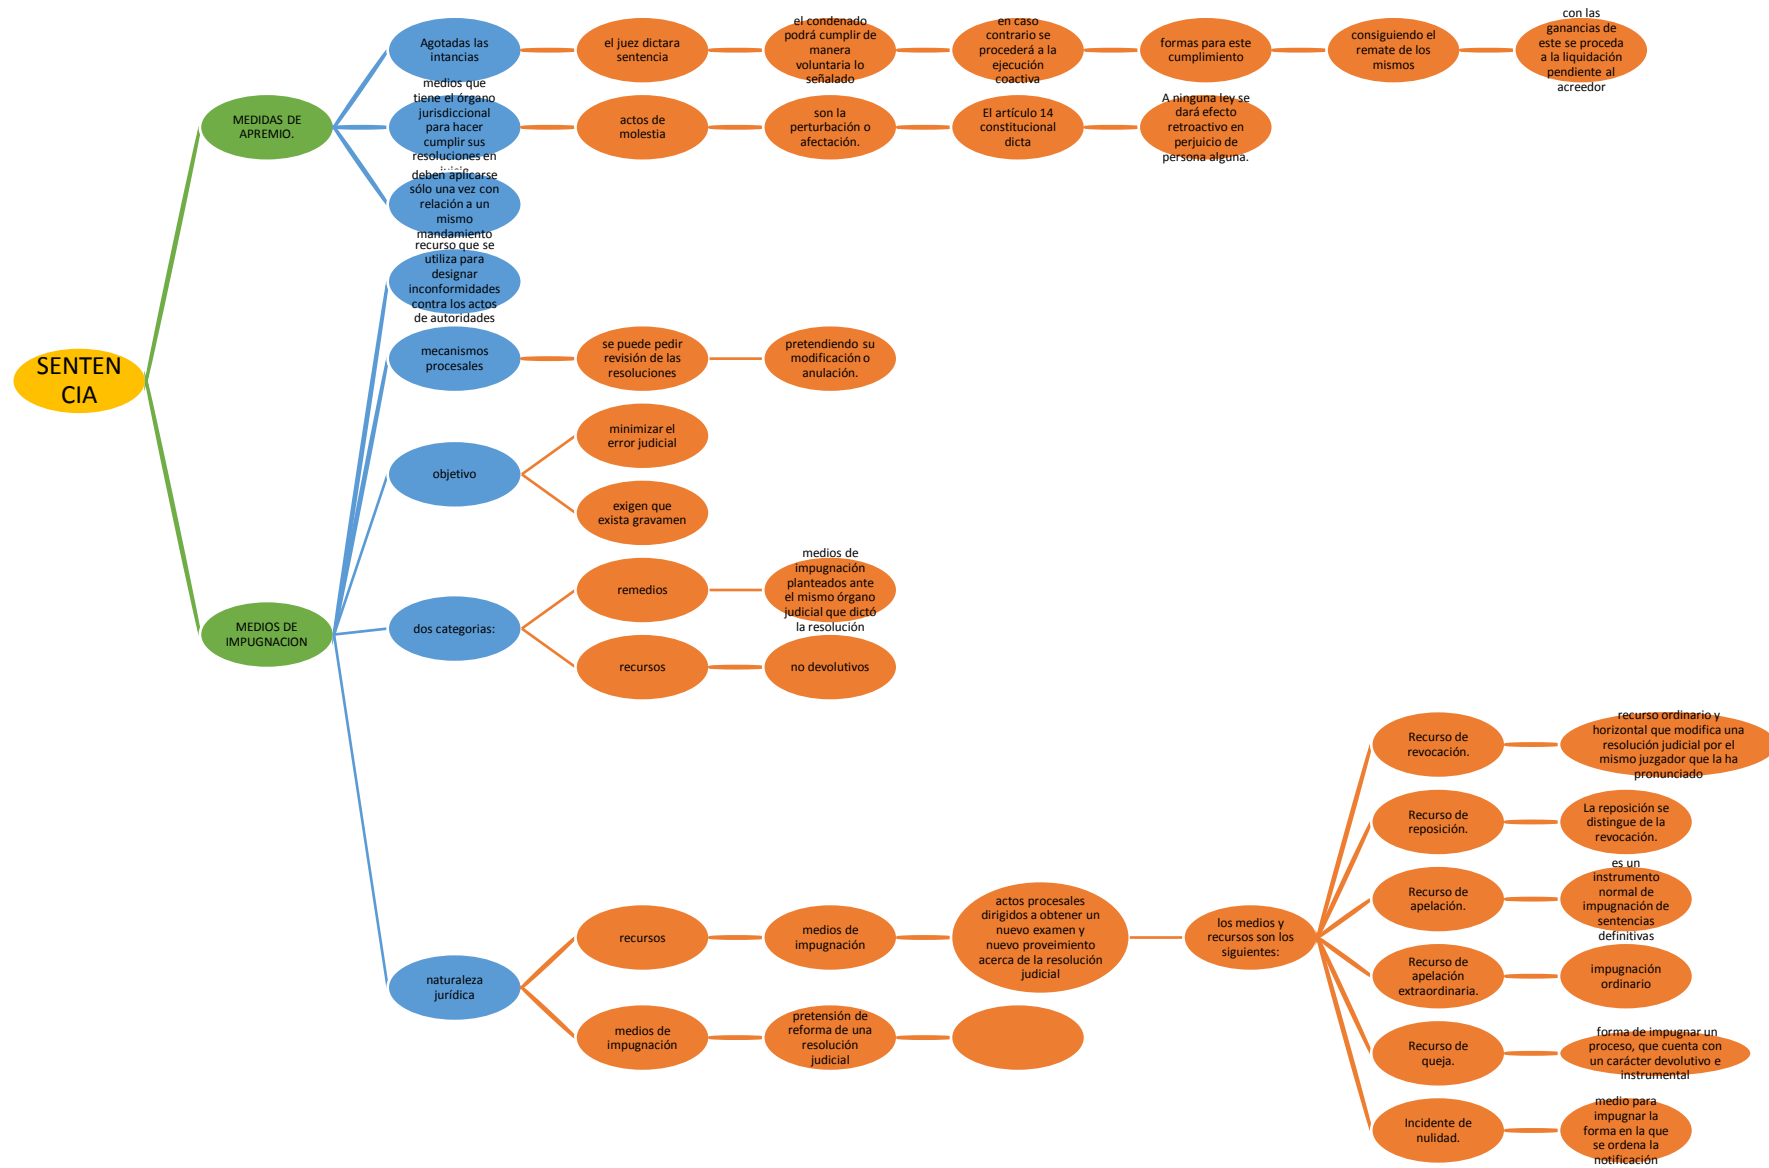 SENTEN
CIA
MEDIDAS DE
APREMIO.
Agotadas las
intancias
el juez dictara
sentencia
el condenado
podrá cumplir de
manera
voluntaria lo
señalado
en caso
contrario se
procederá a la
ejecución
coactiva
formas para este
cumplimiento
consiguiendo el
remate de los
mismos
con las
ganancias de
este se proceda
a la liquidación
pendiente al
acreedor
medios que
tiene el órgano
jurisdiccional
para hacer
cumplir sus
resoluciones en
juicio
actos de
molestia
son la
perturbación o
afectación.
El artículo 14
constitucional
dicta
A ninguna ley se
dará efecto
retroactivo en
perjuicio de
persona alguna.
deben aplicarse
sólo una vez con
relación a un
mismo
mandamiento
MEDIOS DE
IMPUGNACION
recurso que se
utiliza para
designar
inconformidades
contra los actos
de autoridades
mecanismos
procesales
se puede pedir
revisión de las
resoluciones
pretendiendo su
modificación o
anulación.
objetivo
minimizar el
error judicial
exigen que
exista gravamen
dos categorias:
remedios
medios de
impugnación
planteados ante
el mismo órgano
judicial que dictó
la resolución
recursos
no devolutivos
naturaleza
jurídica
recursos
medios de
impugnación
actos procesales
dirigidos a obtener un
nuevo examen y
nuevo proveimiento
acerca de la resolución
judicial
los medios y
recursos son los
siguientes:
Recurso de
revocación.
recurso ordinario y
horizontal que modifica una
resolución judicial por el
mismo juzgador que la ha
pronunciado
Recurso de
reposición.
La reposición se
distingue de la
revocación.
Recurso de
apelación.
es un
instrumento
normal de
impugnación de
sentencias
definitivas
Recurso de
apelación
extraordinaria.
impugnación
ordinario
Recurso de
queja.
forma de impugnar un
proceso, que cuenta con
un carácter devolutivo e
instrumental
Incidente de
nulidad.
medio para
impugnar la
forma en la que
se ordena la
notificación
medios de
impugnación
pretensión de
reforma de una
resolución
judicial